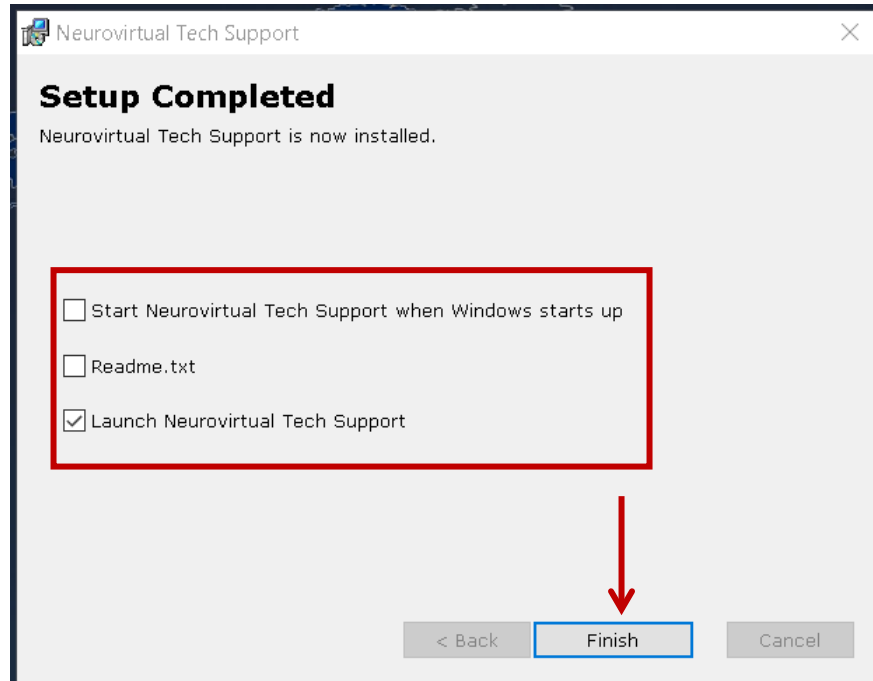 Neurovirtual Tech Support
Setup Completed
Neurovirtual Tech Support is now installed.
Start Neurovirtual Tech Support when Windows starts up
Readme.txt
Launch Neurovirtual Tech Support
< Back Finish Cancel